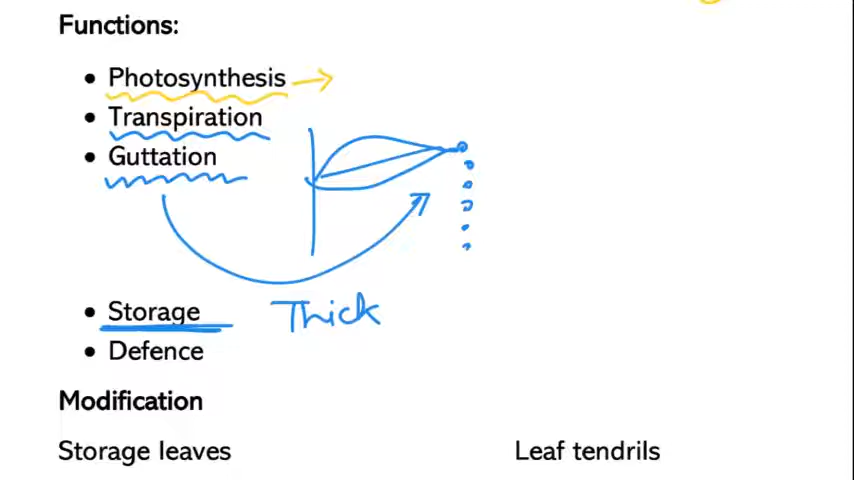 Functions:
• Photosynthesis
• Transpiration
• Guttation
• Storage Thick
• Defence
Modification
Storage leaves Leaf tendrils